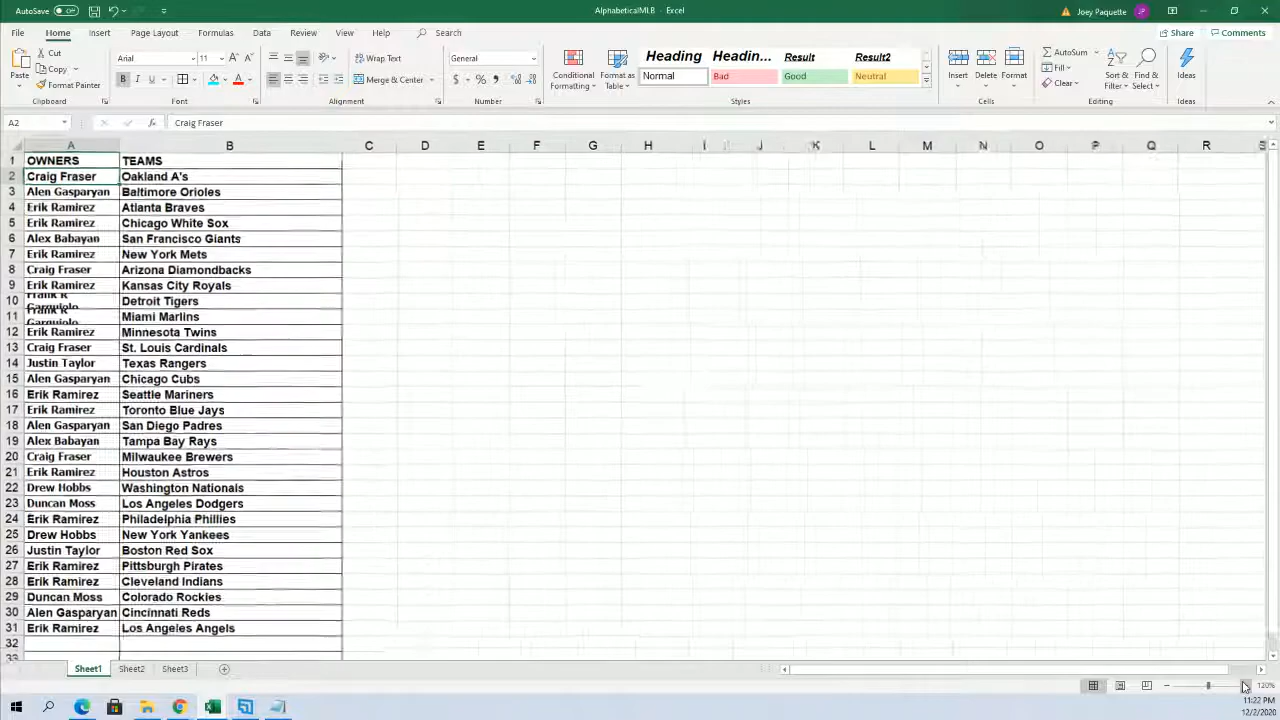 AutoSave Off AlphabeticalMLB - Excel Joey Paquette JP
File Home Insert Page Layout Formulas Data Review View Help Search Share Comments
Paste Cut Copy Format Painter Clipboard
Arial 11 A A B I U A Font
Wrap Text Merge & Center Alignment
General $ % , Number
Conditional Formatting Format as Table
Heading Headin... Result Result2
Normal Bad Good Neutral
Styles
Insert Delete Format Cells
AutoSum Fill Clear Sort & Filter Find & Select Editing
Ideas Ideas
A2 fx Craig Fraser
A B C D E F G H I J K L M N O P Q R S
1 OWNERS TEAMS
2 Craig Fraser Oakland A's
3 Alen Gasparyan Baltimore Orioles
4 Erik Ramirez Atlanta Braves
5 Erik Ramirez Chicago White Sox
6 Alex Babayan San Francisco Giants
7 Erik Ramirez New York Mets
8 Craig Fraser Arizona Diamondbacks
9 Erik Ramirez Kansas City Royals
10 Frank R Detroit Tigers
11 Frank R Miami Marlins
12 Erik Ramirez Minnesota Twins
13 Craig Fraser St. Louis Cardinals
14 Justin Taylor Texas Rangers
15 Alen Gasparyan Chicago Cubs
16 Erik Ramirez Seattle Mariners
17 Erik Ramirez Toronto Blue Jays
18 Alen Gasparyan San Diego Padres
19 Alex Babayan Tampa Bay Rays
20 Craig Fraser Milwaukee Brewers
21 Erik Ramirez Houston Astros
22 Drew Hobbs Washington Nationals
23 Duncan Moss Los Angeles Dodgers
24 Erik Ramirez Philadelphia Phillies
25 Drew Hobbs New York Yankees
26 Justin Taylor Boston Red Sox
27 Erik Ramirez Pittsburgh Pirates
28 Erik Ramirez Cleveland Indians
29 Duncan Moss Colorado Rockies
30 Alen Gasparyan Cincinnati Reds
31 Erik Ramirez Los Angeles Angels
32
33
Sheet1 Sheet2 Sheet3
120%
11:22 PM
12/2/2020